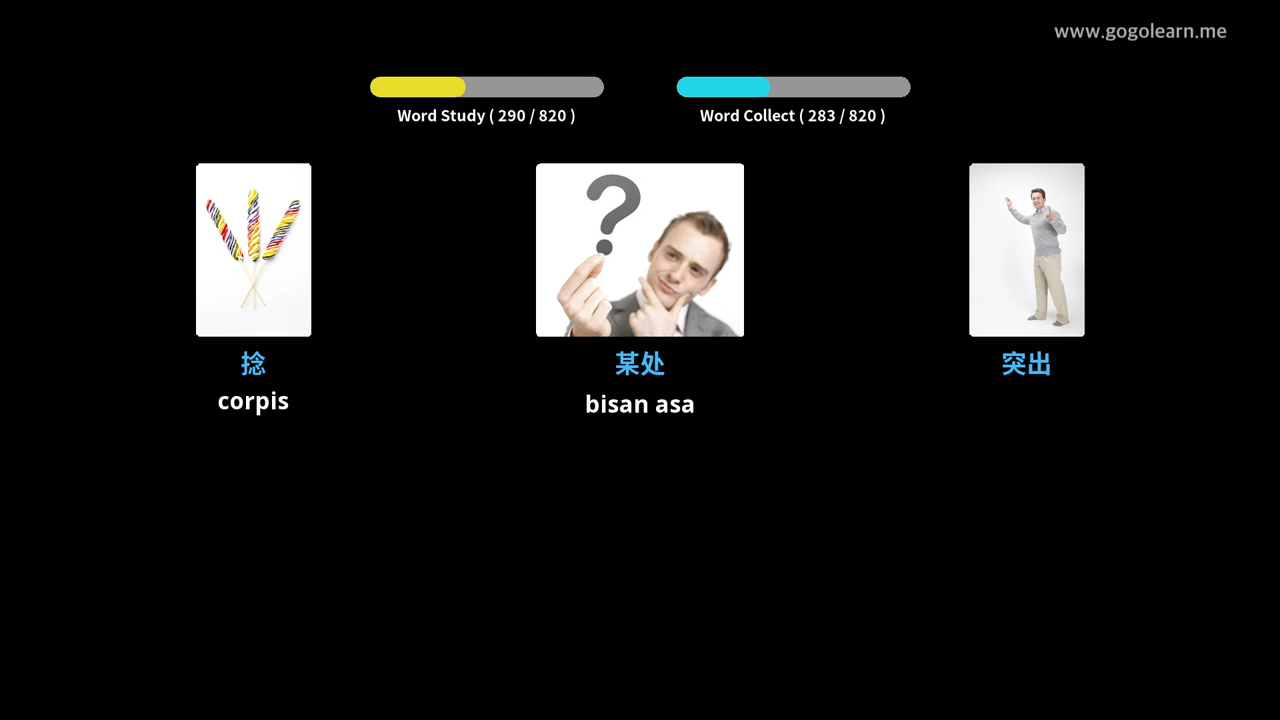 www.gogolearn.me
Word Study ( 290 / 820 )
Word Collect ( 283 / 820 )
?
捻
某处
突出
corpis
bisan asa